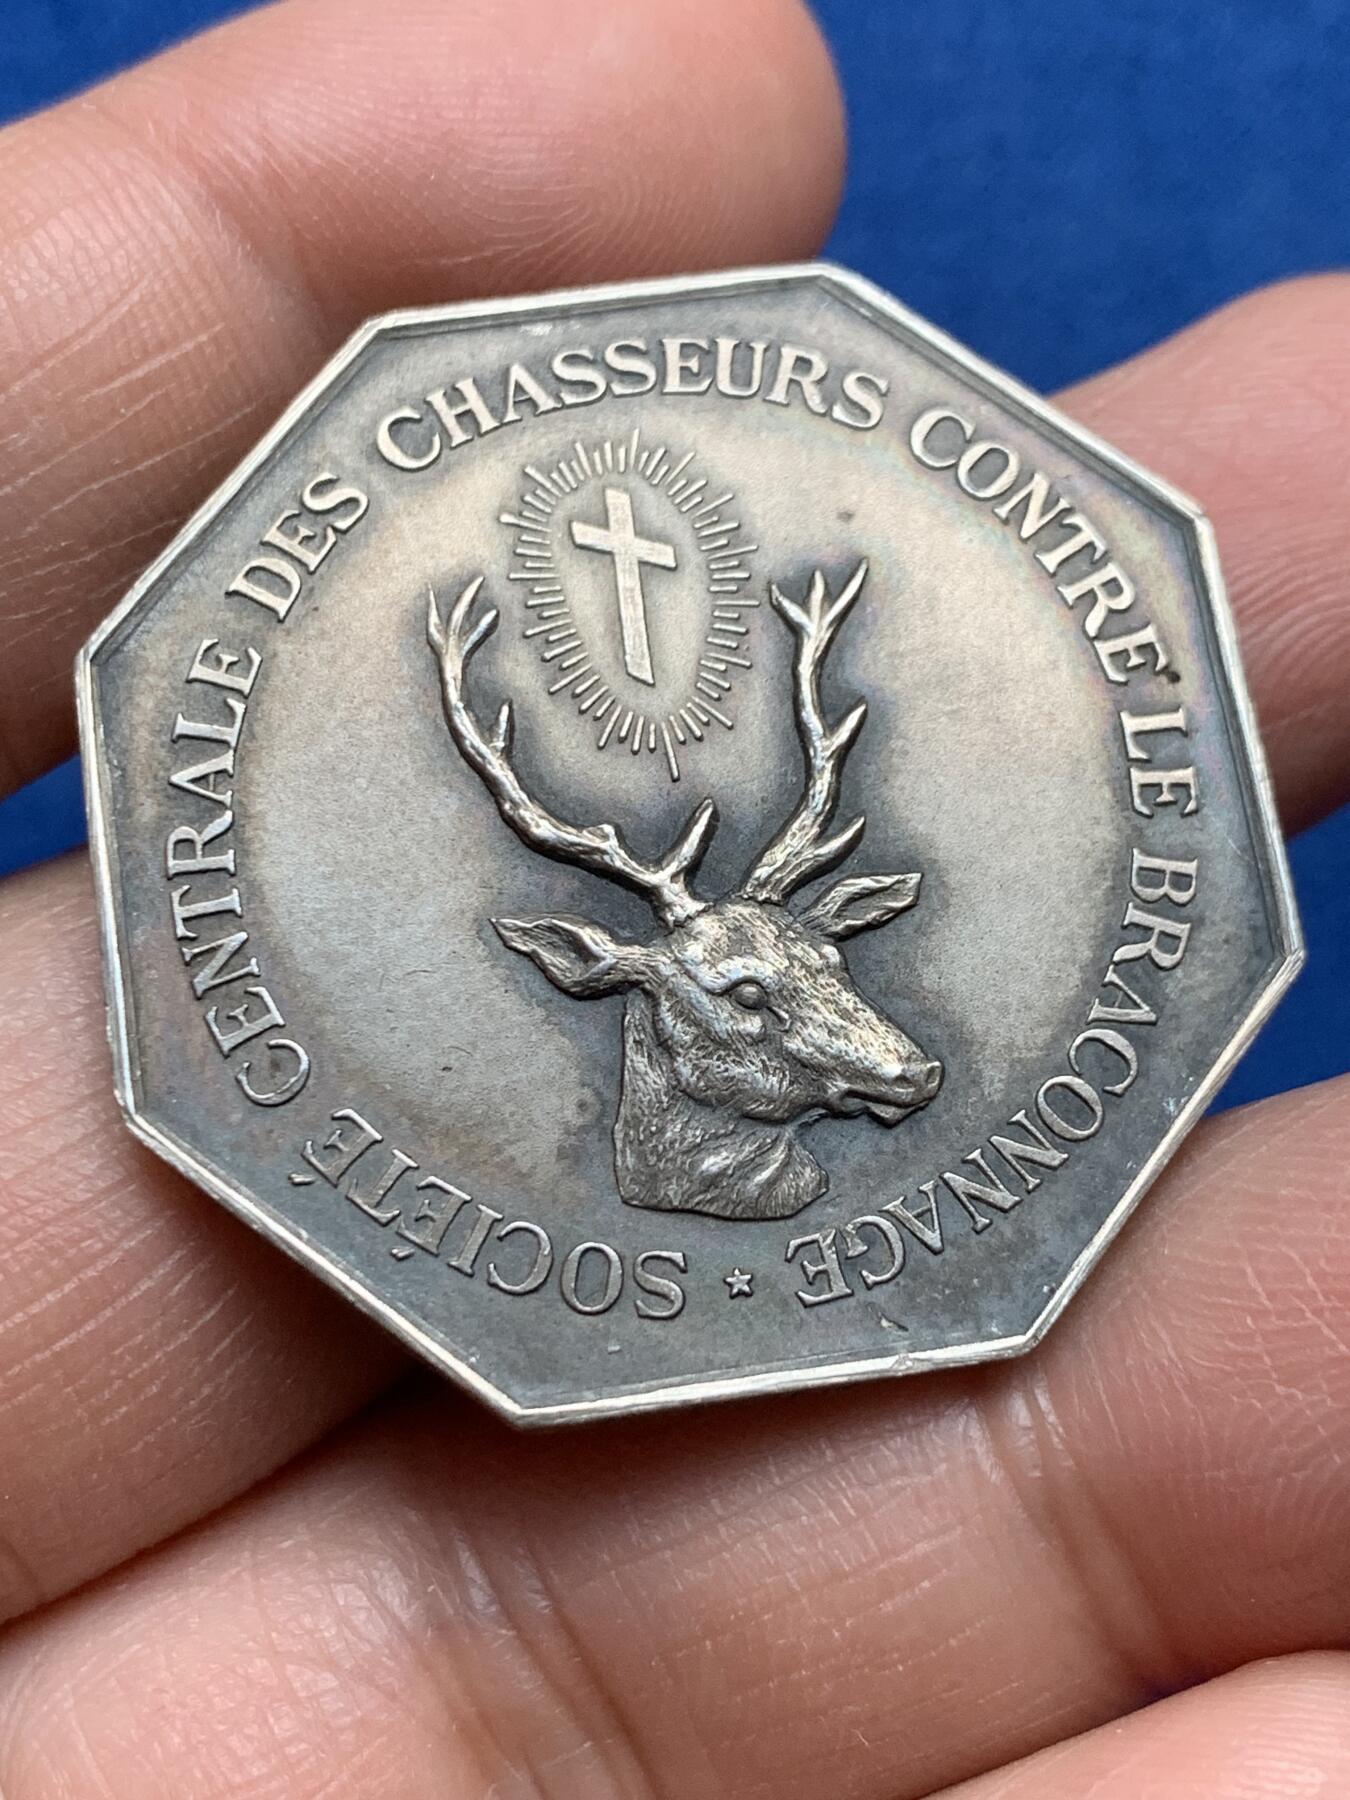 SOCIÉTÉ CENTRALE DES CHASSEURS CONTRE LE BRACONNAGE